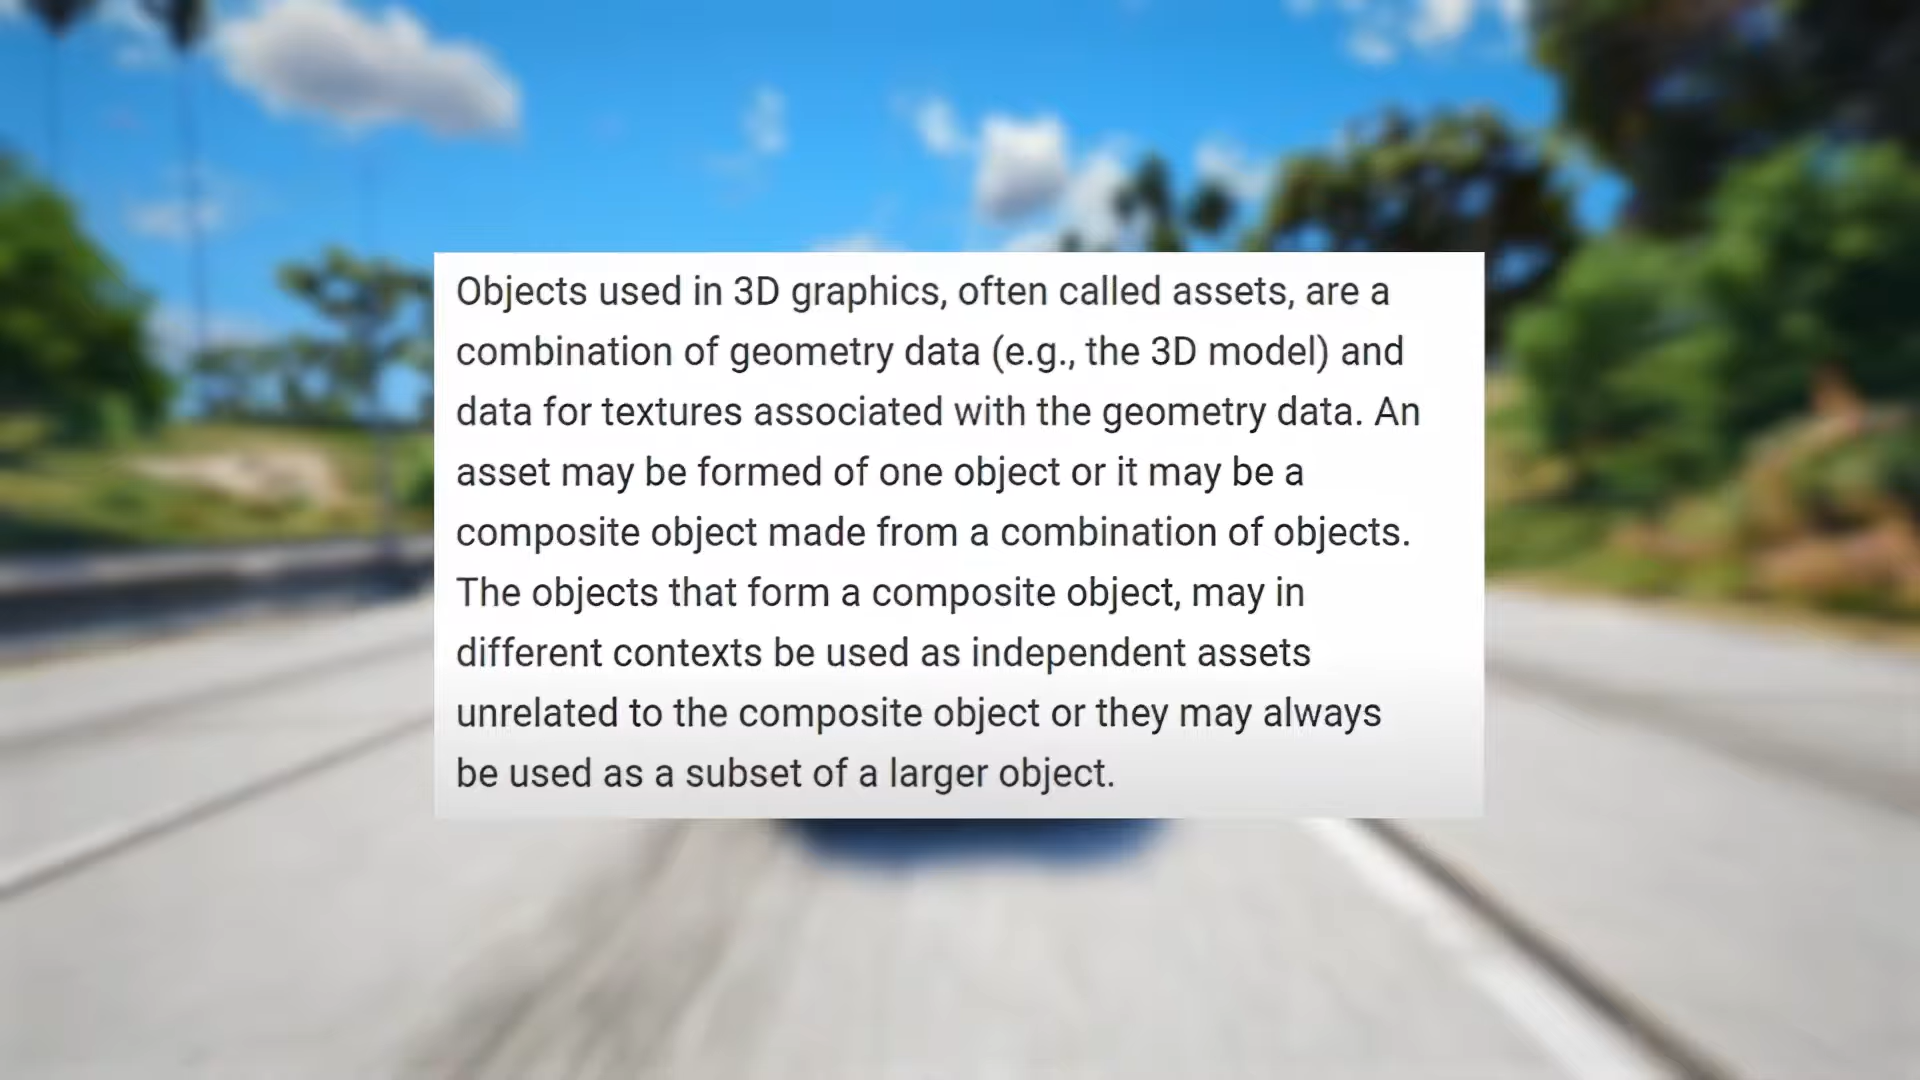 Objects used in 3D graphics, often called assets, are a
combination of geometry data (e.g., the 3D model) and
data for textures associated with the geometry data. An
asset may be formed of one object or it may be a
composite object made from a combination of objects.
The objects that form a composite object, may in
different contexts be used as independent assets
unrelated to the composite object or they may always
be used as a subset of a larger object.